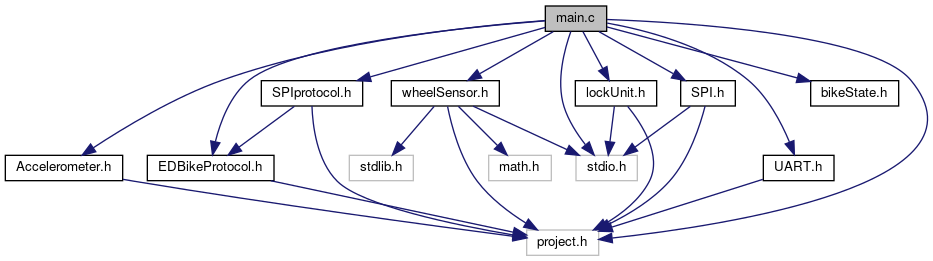 main.c
SPIprotocol.h
wheelSensor.h
lockUnit.h
SPI.h
bikeState.h
Accelerometer.h
EDBikeProtocol.h
stdlib.h
math.h
stdio.h
UART.h
project.h